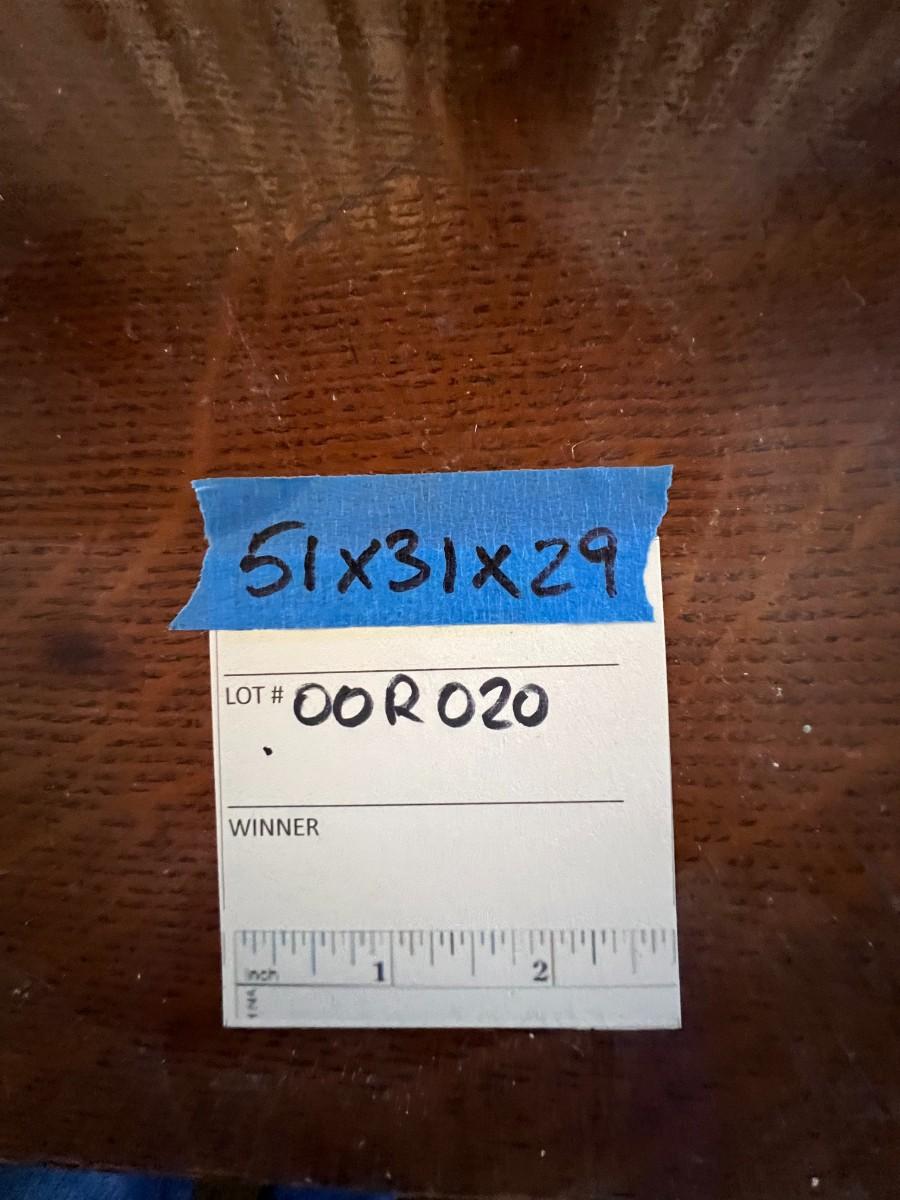 51x31x29
LOT # 00R020
WINNER
1 2
Inch